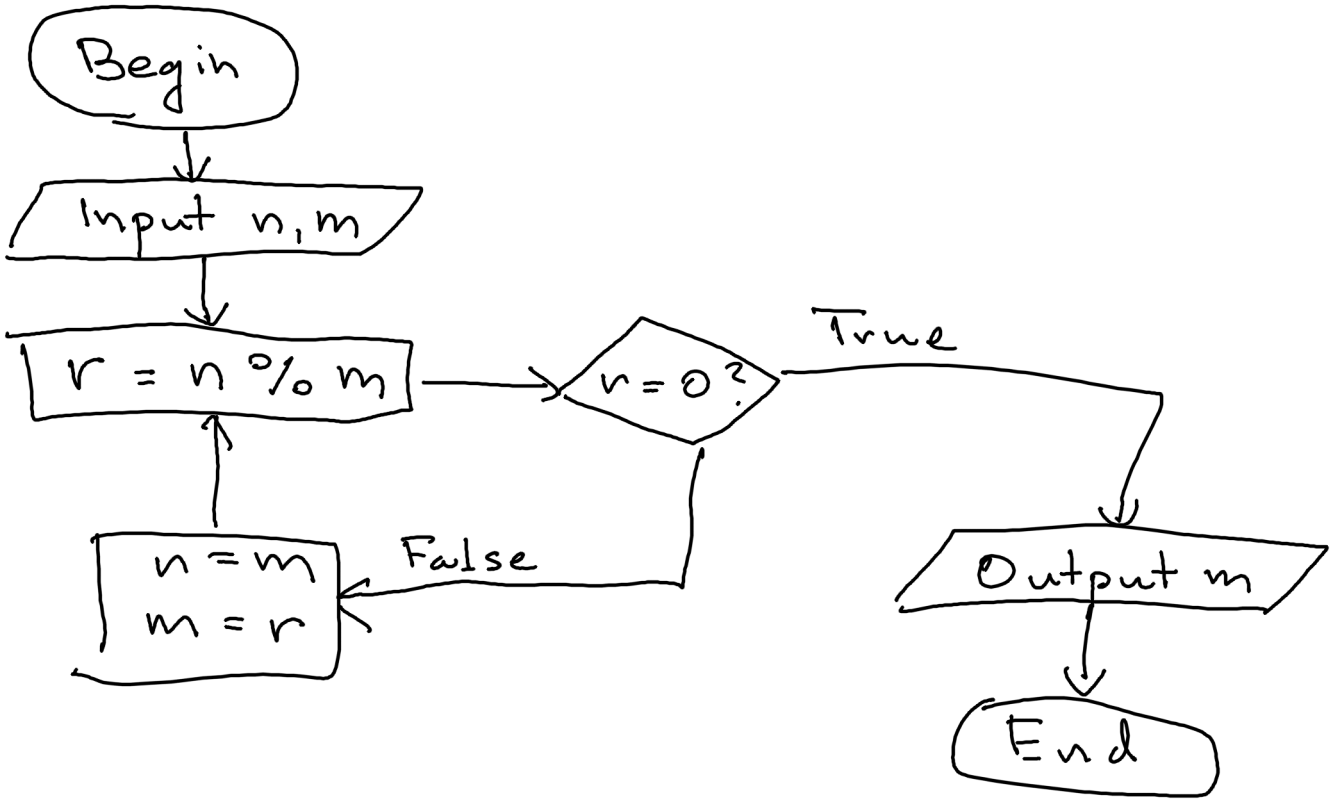 Begin
Input n, m
r = n % m
r = 0?
True
False
n = m
m = r
Output m
End